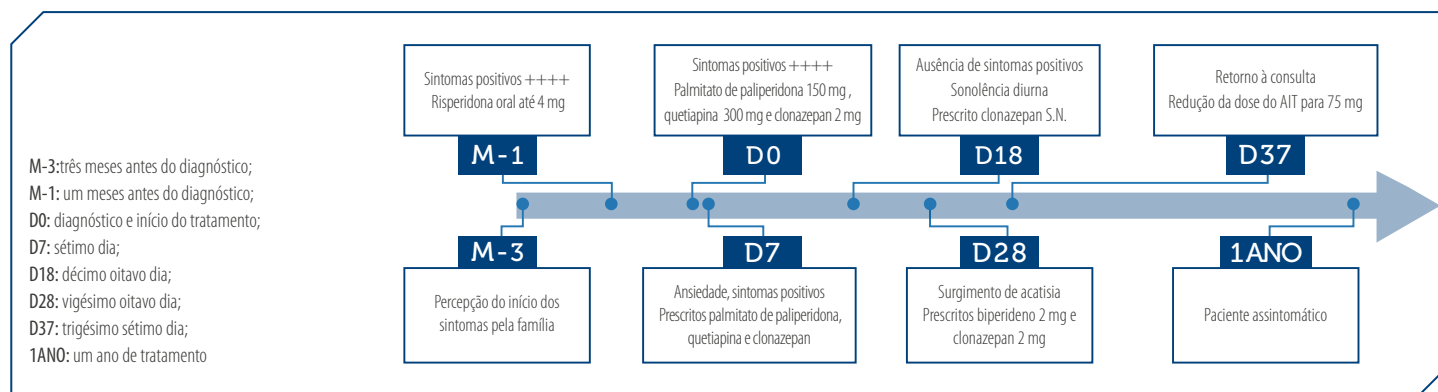 M-3:três meses antes do diagnóstico;
M-1: um meses antes do diagnóstico;
D0: diagnóstico e início do tratamento;
D7: sétimo dia;
D18: décimo oitavo dia;
D28: vigésimo oitavo dia;
D37: trigésimo sétimo dia;
1ANO: um ano de tratamento
Sintomas positivos ++++
Risperidona oral até 4 mg
M-1
Sintomas positivos ++++
Palmitato de paliperidona 150 mg ,
quetiapina 300 mg e clonazepan 2 mg
D0
Ausência de sintomas positivos
Sonolência diurna
Prescrito clonazepan S.N.
D18
Retorno à consulta
Redução da dose do AIT para 75 mg
D37
M-3
Percepção do início dos
sintomas pela família
D7
Ansiedade, sintomas positivos
Prescritos palmitato de paliperidona,
quetiapina e clonazepan
D28
Surgimento de acatisia
Prescritos biperideno 2 mg e
clonazepan 2 mg
1ANO
Paciente assintomático